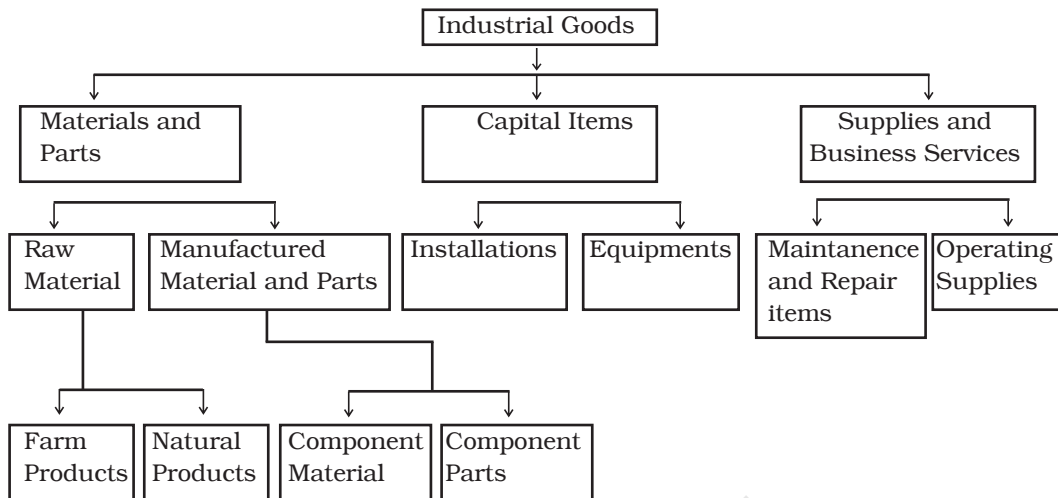 Industrial Goods
Materials and
Parts
Capital Items
Supplies and
Business Services
Raw
Material
Manufactured
Material and Parts
Installations
Equipments
Maintanence
and Repair
items
Operating
Supplies
Farm
Products
Natural
Products
Component
Material
Component
Parts